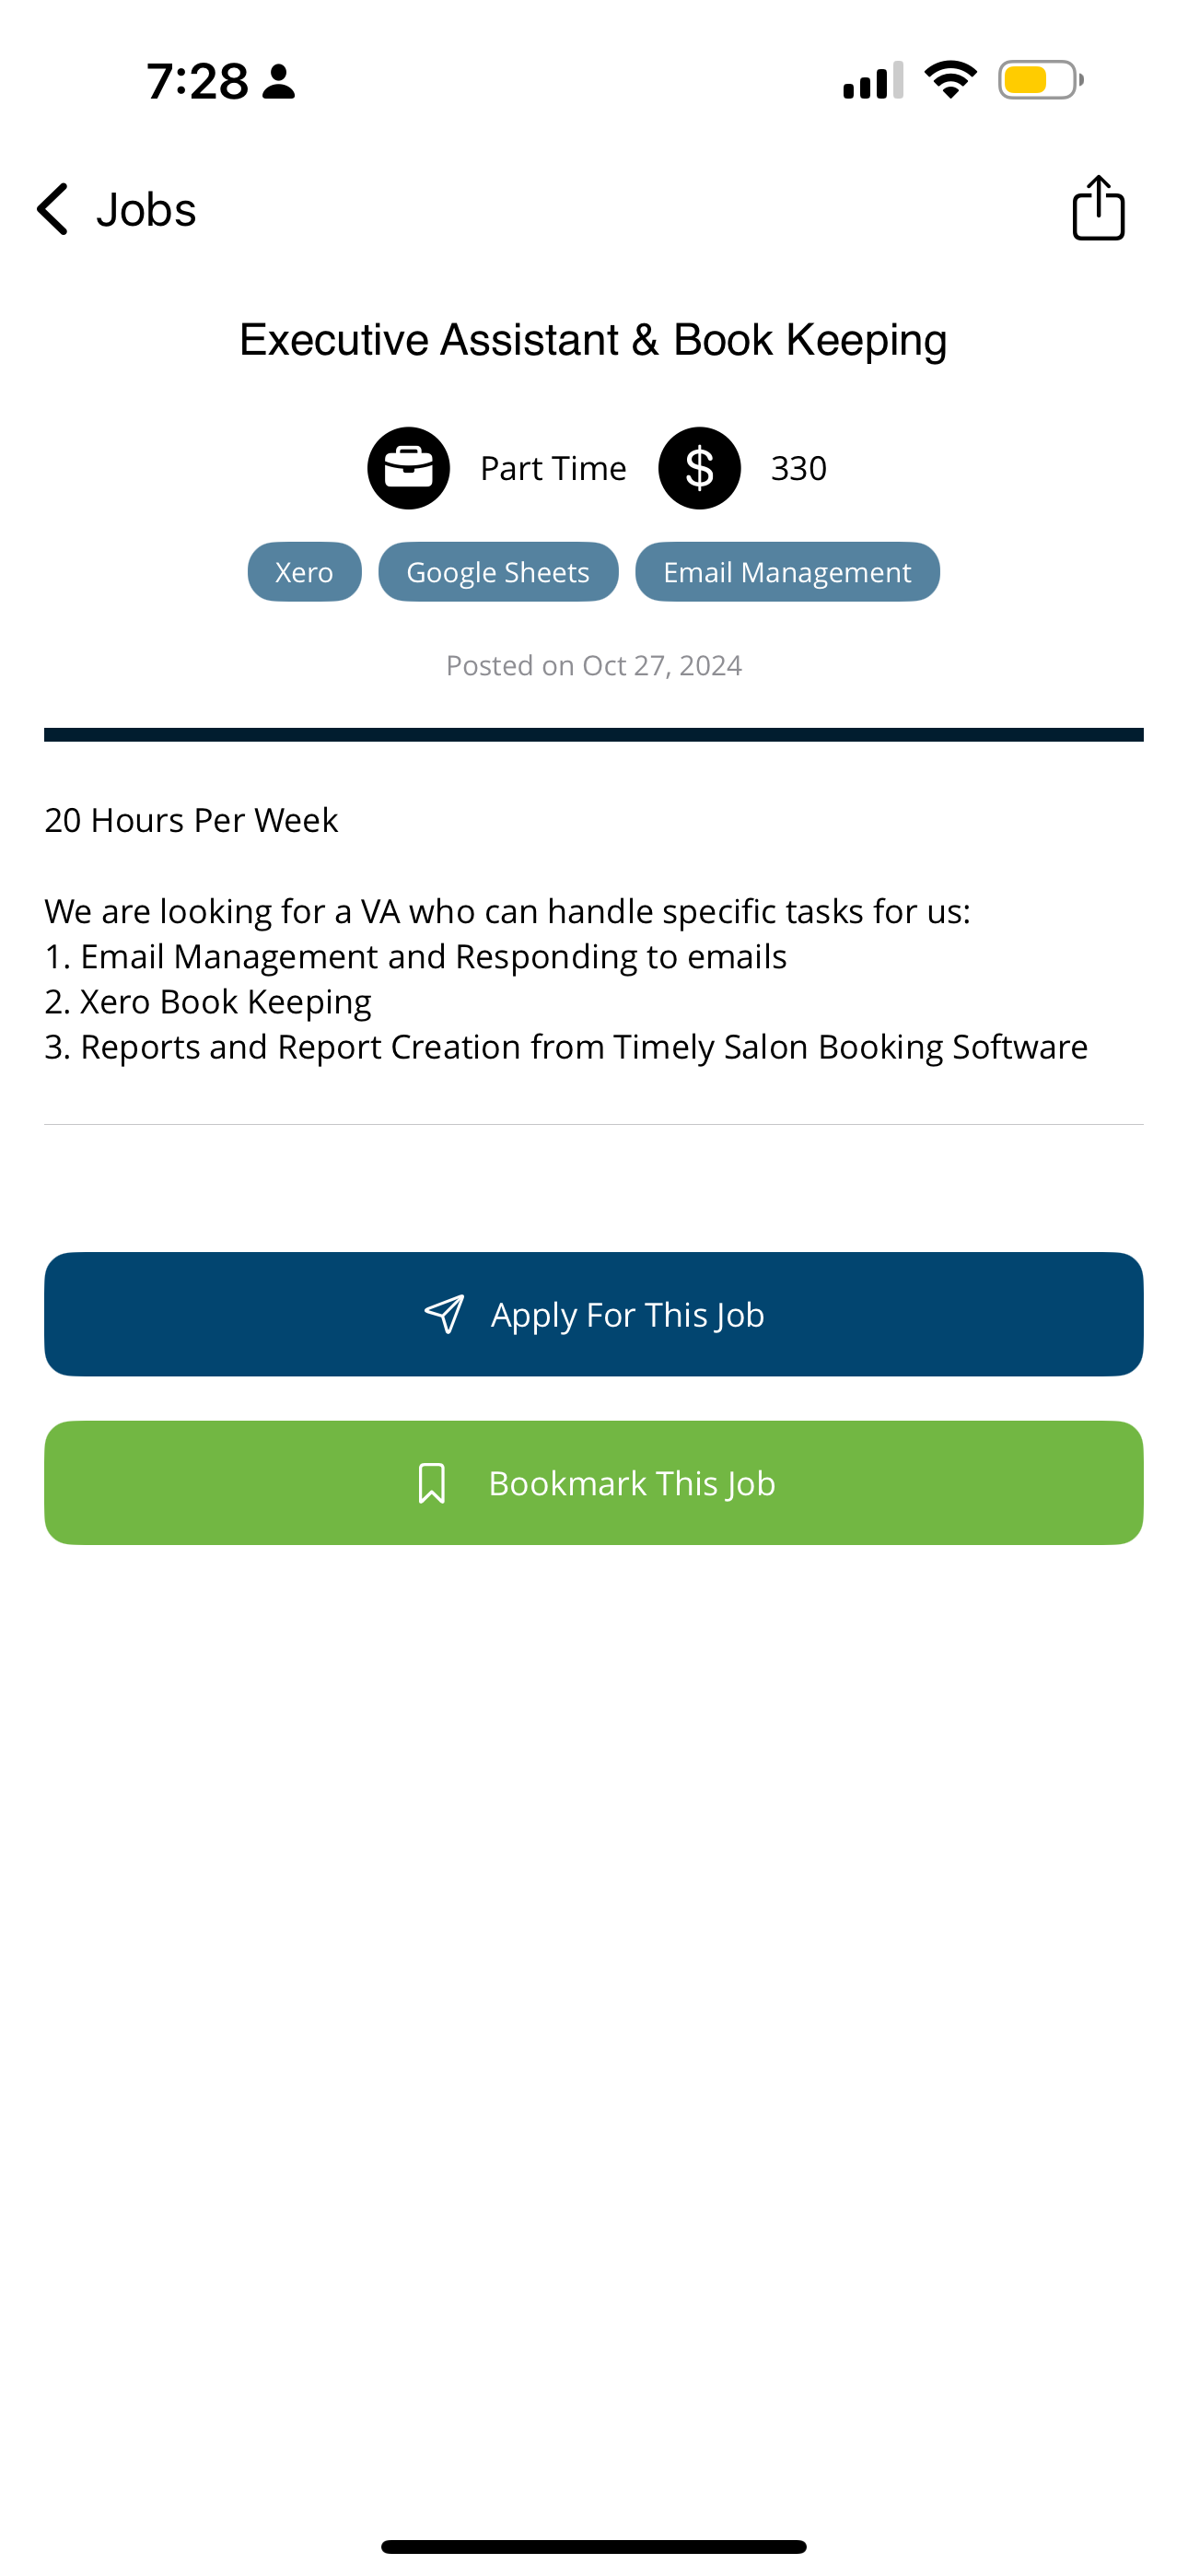 7:28
Jobs
Executive Assistant & Book Keeping
Part Time $ 330
Xero Google Sheets Email Management
Posted on Oct 27, 2024
20 Hours Per Week
We are looking for a VA who can handle specific tasks for us:
1. Email Management and Responding to emails
2. Xero Book Keeping
3. Reports and Report Creation from Timely Salon Booking Software
Apply For This Job
Bookmark This Job